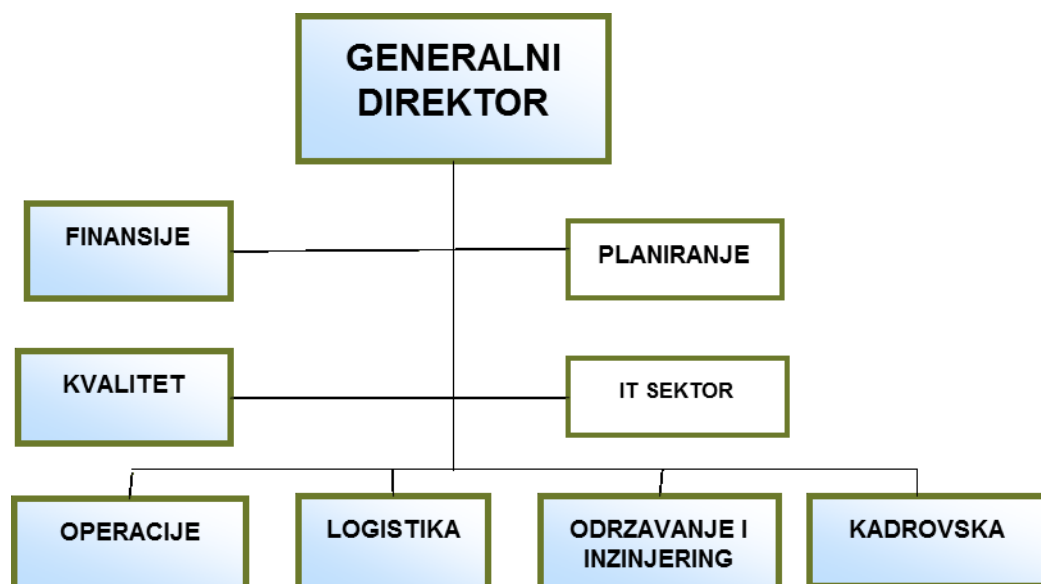 GENERALNI
DIREKTOR
FINANSIJE
PLANIRANJE
KVALITET
IT SEKTOR
OPERACIJE
LOGISTIKA
ODRZAVANJE I
INZINJERING
KADROVSKA